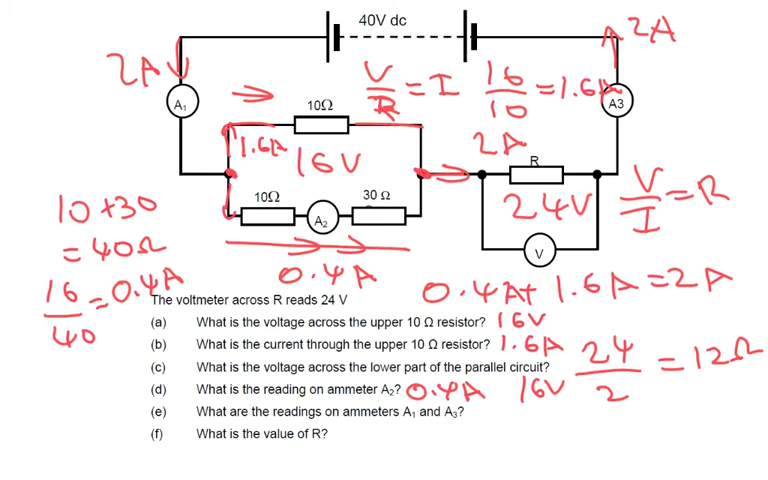 40V dc
2A
2A
V/R = I
16/10 = 1.6A
A1
10Ω
A3
1.6A
16V
2A
R
10Ω
A2
30 Ω
24V
V/I = R
V
10 + 30
= 40Ω
0.4A
16/40 = 0.4A
0.4A + 1.6A = 2A
The voltmeter across R reads 24 V
(a) What is the voltage across the upper 10 Ω resistor? 16V
(b) What is the current through the upper 10 Ω resistor? 1.6A
24/2 = 12Ω
(c) What is the voltage across the lower part of the parallel circuit?
16V
(d) What is the reading on ammeter A2? 0.4A
(e) What are the readings on ammeters A1 and A3?
(f) What is the value of R?